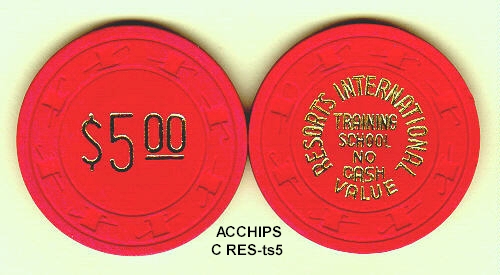 $5.00
RESORTS INTERNATIONAL
TRAINING
SCHOOL
NO
CASH
VALUE
ACCHIPS
C RES-ts5